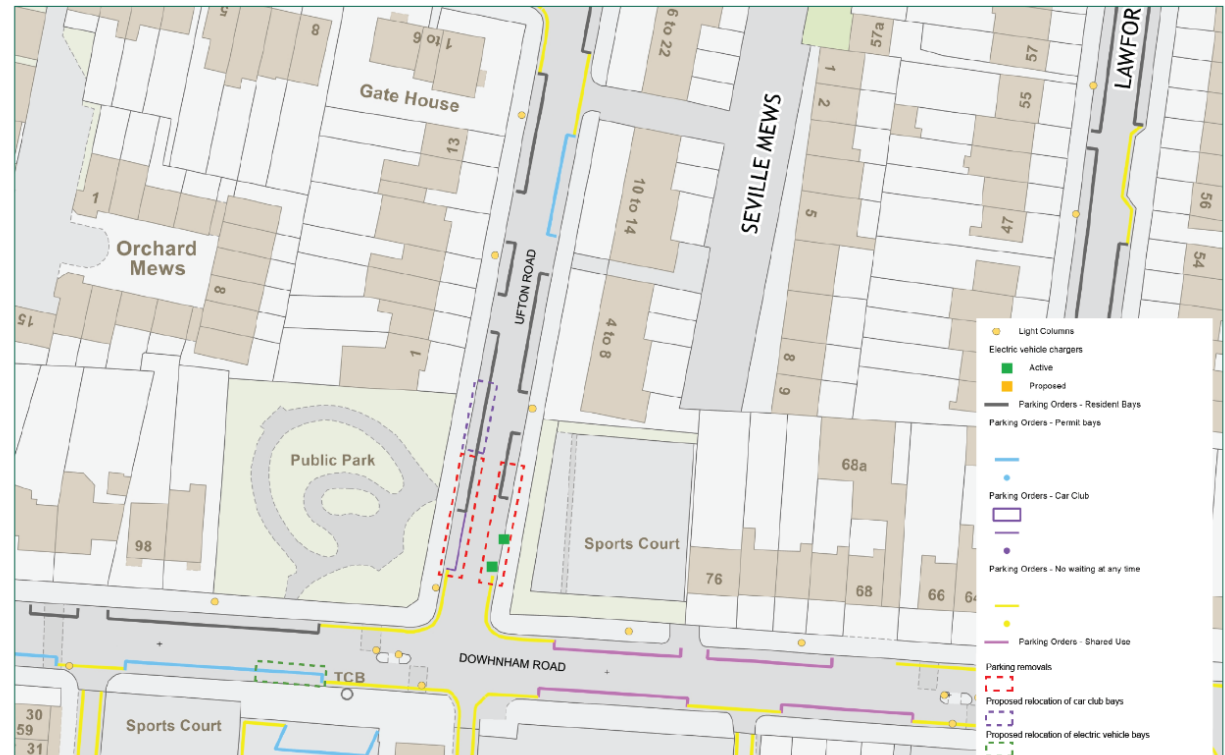 5
8
1 to 6
Gate House
6 to 22
57a
57
LAWFOR
1
2
55
13
SEVILLE MEWS
10 to 14
1
5
47
56
54
Orchard
Mews
8
UFTON ROAD
15
1
4 to 8
8
9
Public Park
68a
98
Sports Court
76
68
66
64
DOWHNHAM ROAD
TCB
30
59
31
Sports Court
Light Columns
Electric vehicle chargers
Active
Proposed
Parking Orders - Resident Bays
Parking Orders - Permit bays
Parking Orders - Car Club
Parking Orders - No waiting at any time
Parking Orders - Shared Use
Parking removals
Proposed relocation of car club bays
Proposed relocation of electric vehicle bays